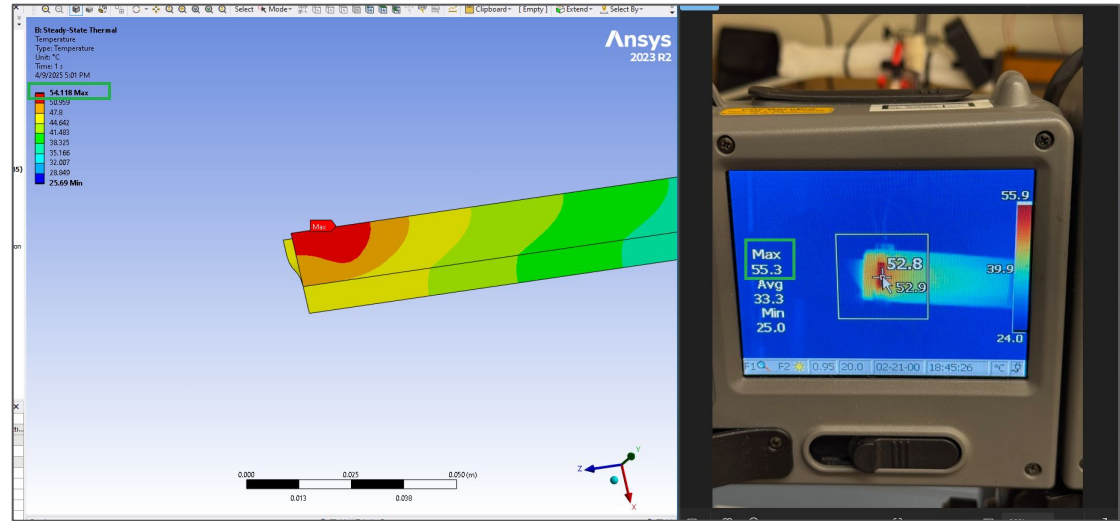 Select
Mode
Clipboard
[ Empty ]
Extend
Select By
B: Steady-State Thermal
Temperature
Type: Temperature
Unit: °C
Time: 1 s
4/9/2025 5:01 PM
54.118 Max
50.959
47.8
44.642
41.483
38.325
35.166
32.007
28.849
25.69 Min
Ansys
2023 R2
Max
0.000
0.025
0.050 (m)
0.013
0.038
Z
Y
X
55.9
Max
55.3
Avg
33.3
Min
25.0
52.8
52.9
39.9
24.0
F1
F2
0.95
20.0
02-21-00
18:45:26
°C